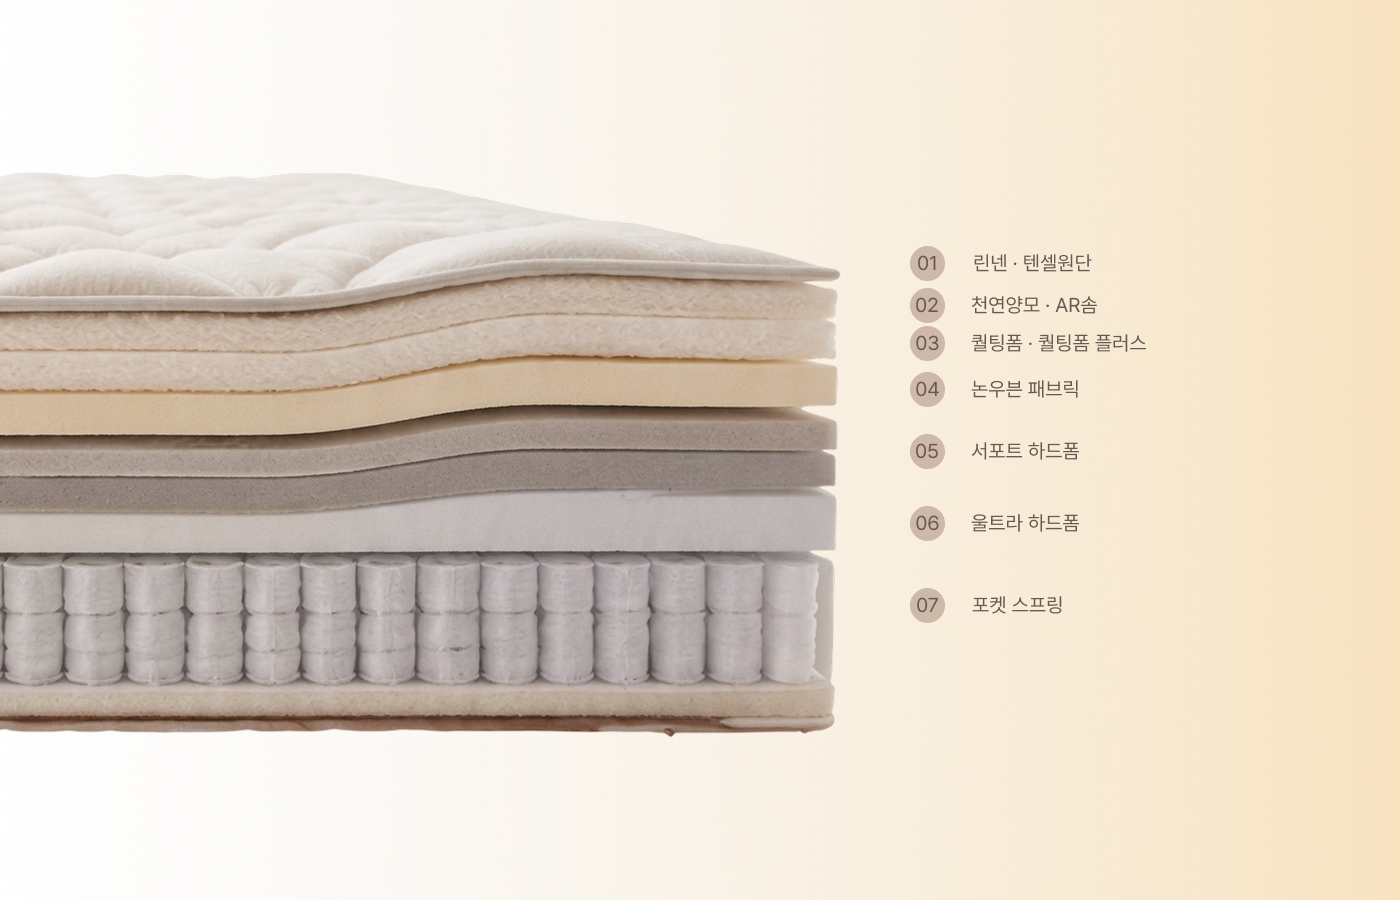 01 린넨 · 텐셀원단
02 천연양모 · AR솜
03 퀼팅폼 · 퀼팅폼 플러스
04 논우븐 패브릭
05 서포트 하드폼
06 울트라 하드폼
07 포켓 스프링